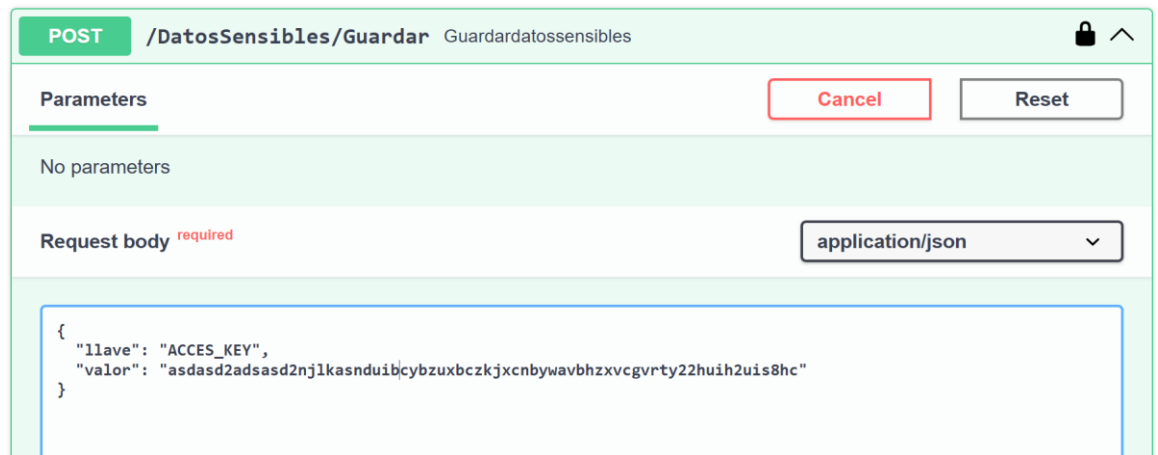 POST /DatosSensibles/Guardar Guardardatossensibles
Parameters Cancel Reset
No parameters
Request body required application/json
{
"llave": "ACCES_KEY",
"valor": "asdasd2adsasd2njlkasnduibcybzuxbczkjxcnbywavbhzxvcgvrty22huih2uis8hc"
}